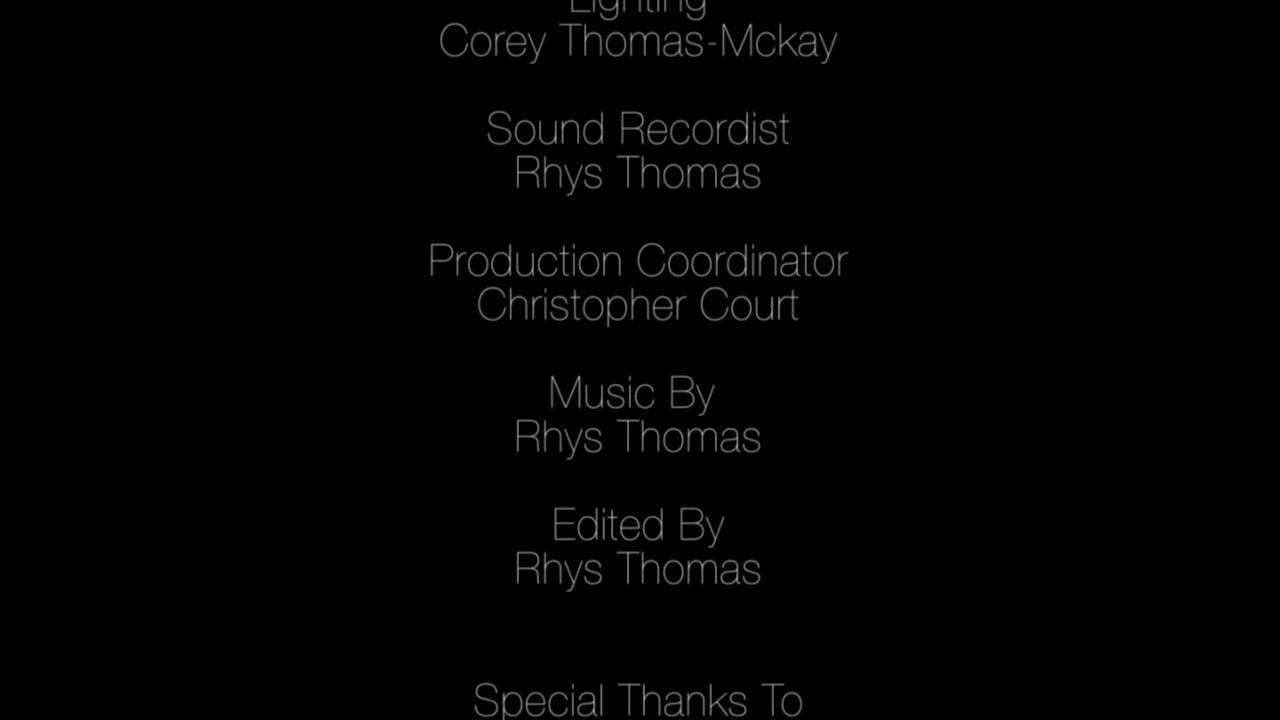 Lighting
Corey Thomas-Mckay
Sound Recordist
Rhys Thomas
Production Coordinator
Christopher Court
Music By
Rhys Thomas
Edited By
Rhys Thomas
Special Thanks To